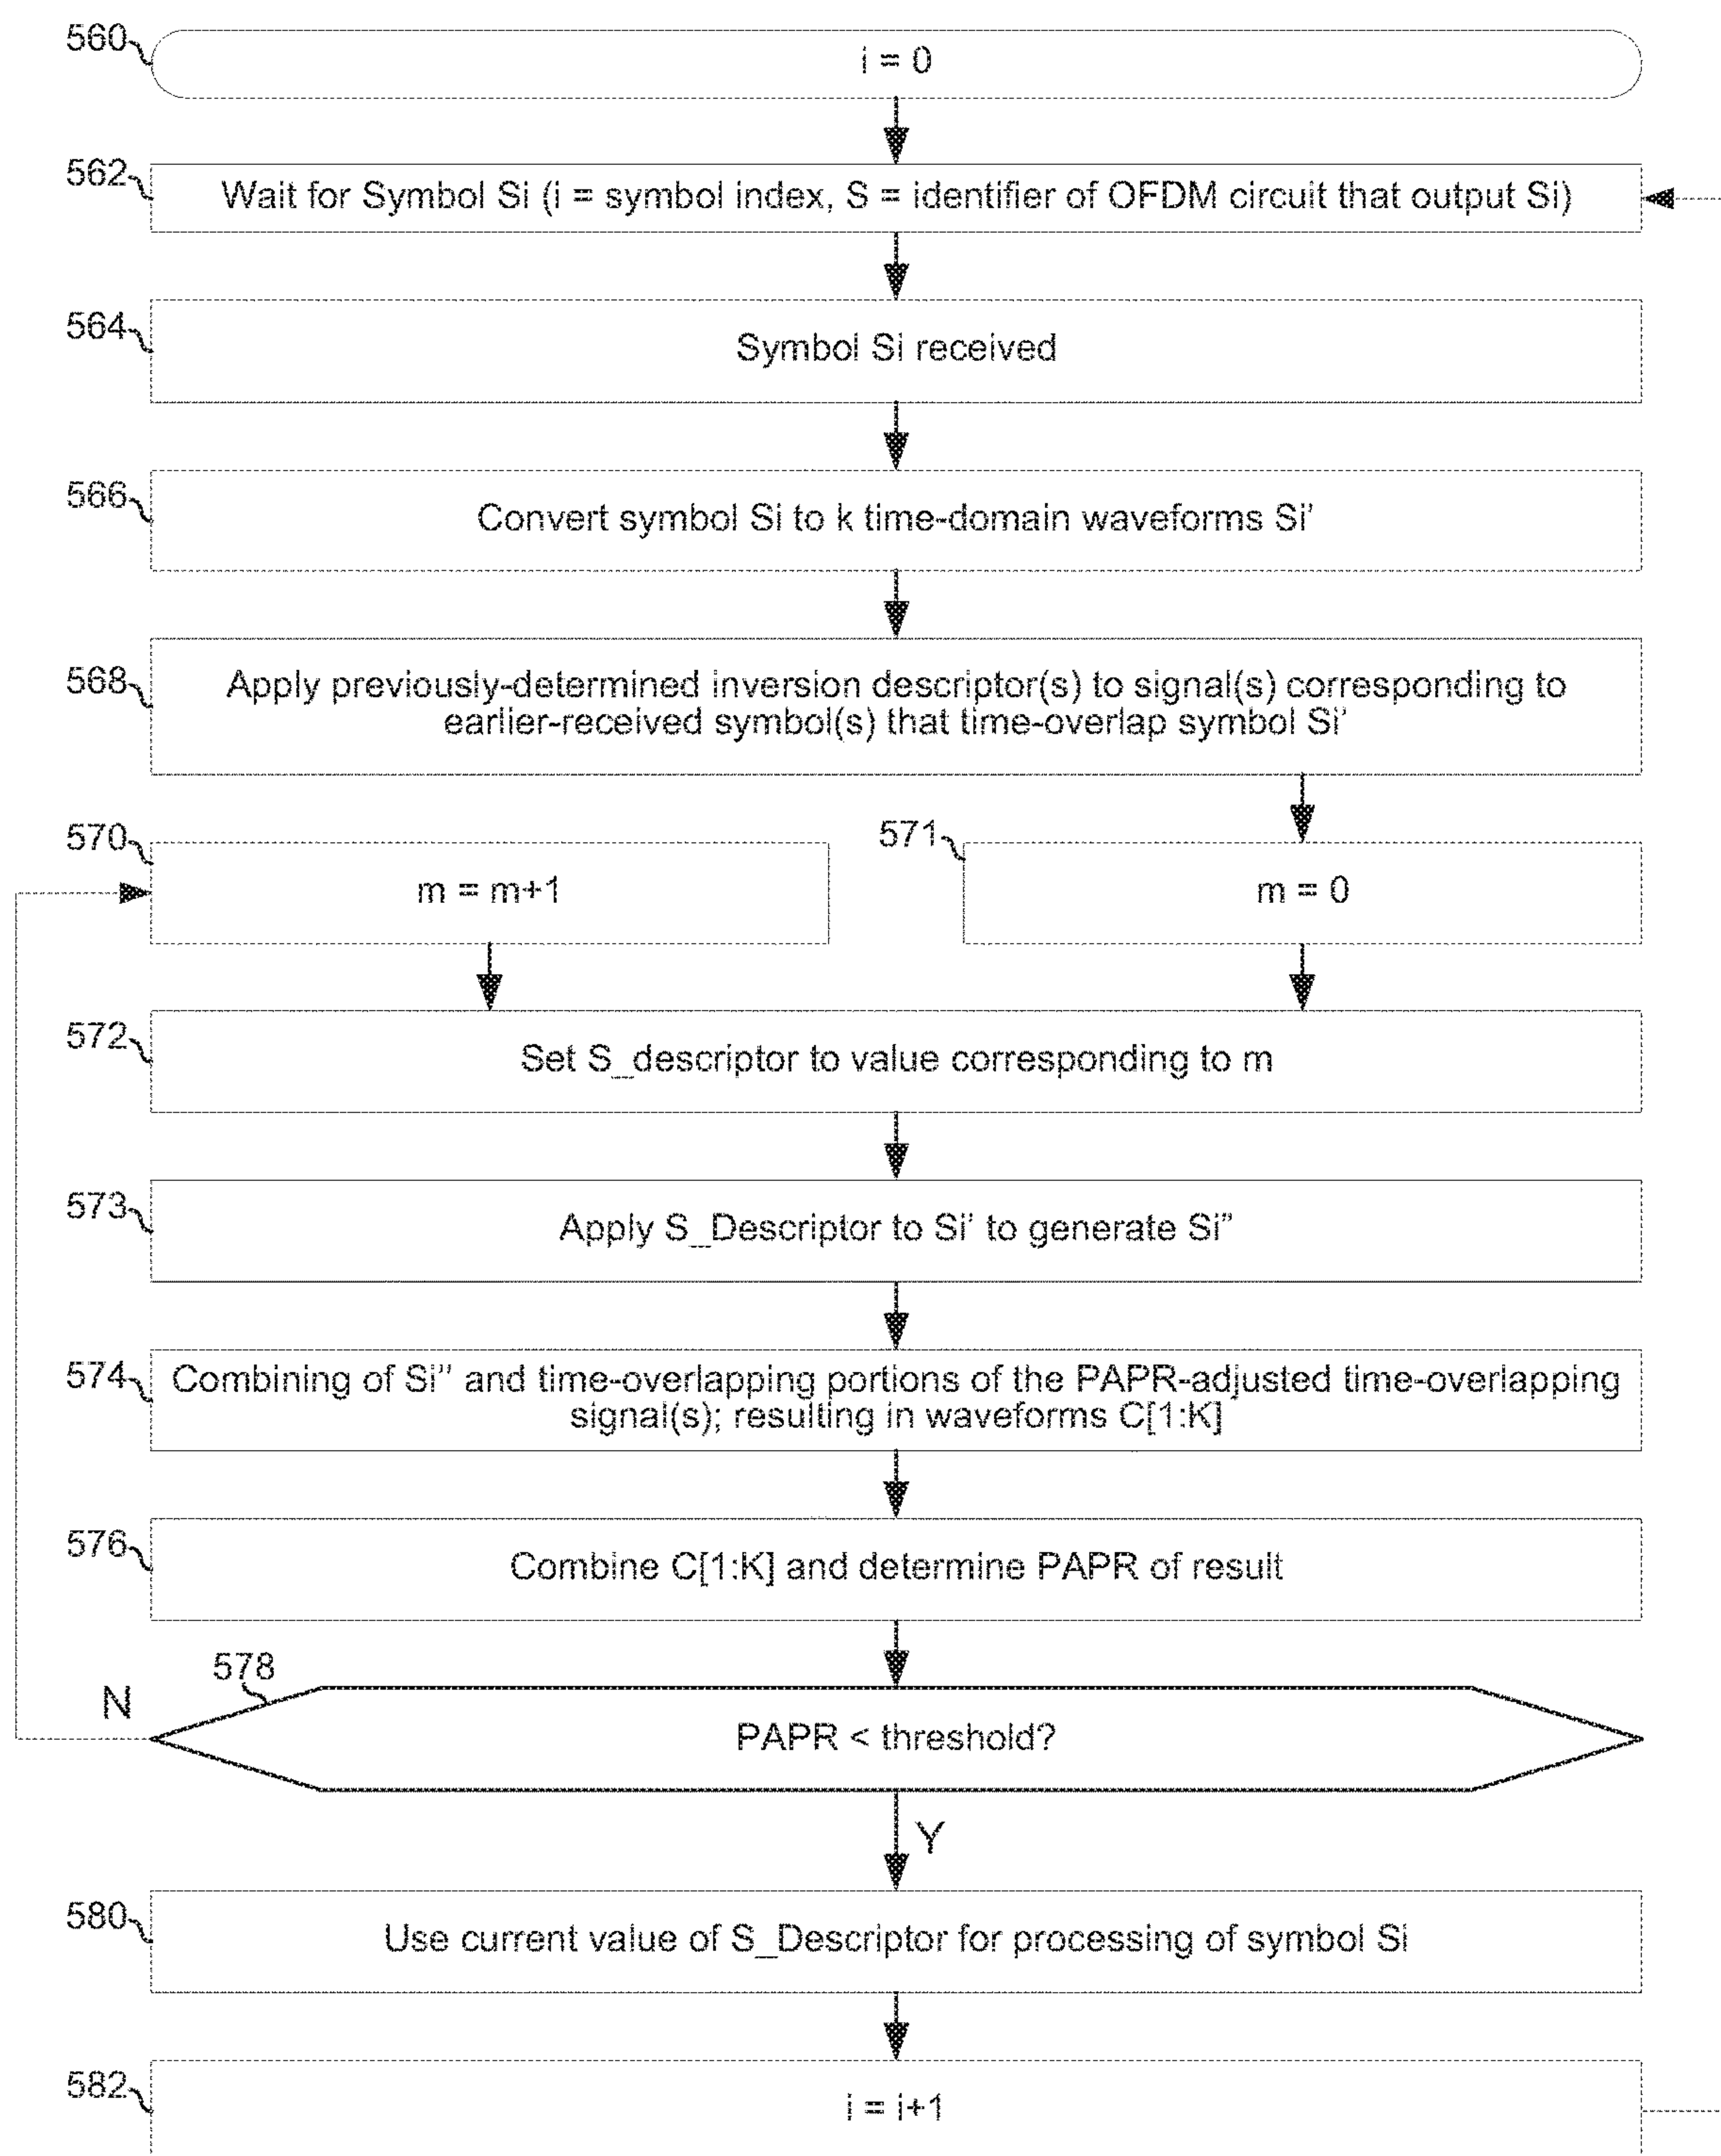 560
i = 0
562
Wait for Symbol Si (i = symbol index, S = identifier of OFDM circuit that output Si)
564
Symbol Si received
566
Convert symbol Si to k time-domain waveforms Si'
568
Apply previously-determined inversion descriptor(s) to signal(s) corresponding to
earlier-received symbol(s) that time-overlap symbol Si'
570
m = m+1
571
m = 0
572
Set S_descriptor to value corresponding to m
573
Apply S_Descriptor to Si' to generate Si"
574
Combining of Si'' and time-overlapping portions of the PAPR-adjusted time-overlapping
signal(s); resulting in waveforms C[1:K]
576
Combine C[1:K] and determine PAPR of result
578
N
PAPR < threshold?
Y
580
Use current value of S_Descriptor for processing of symbol Si
582
i = i+1